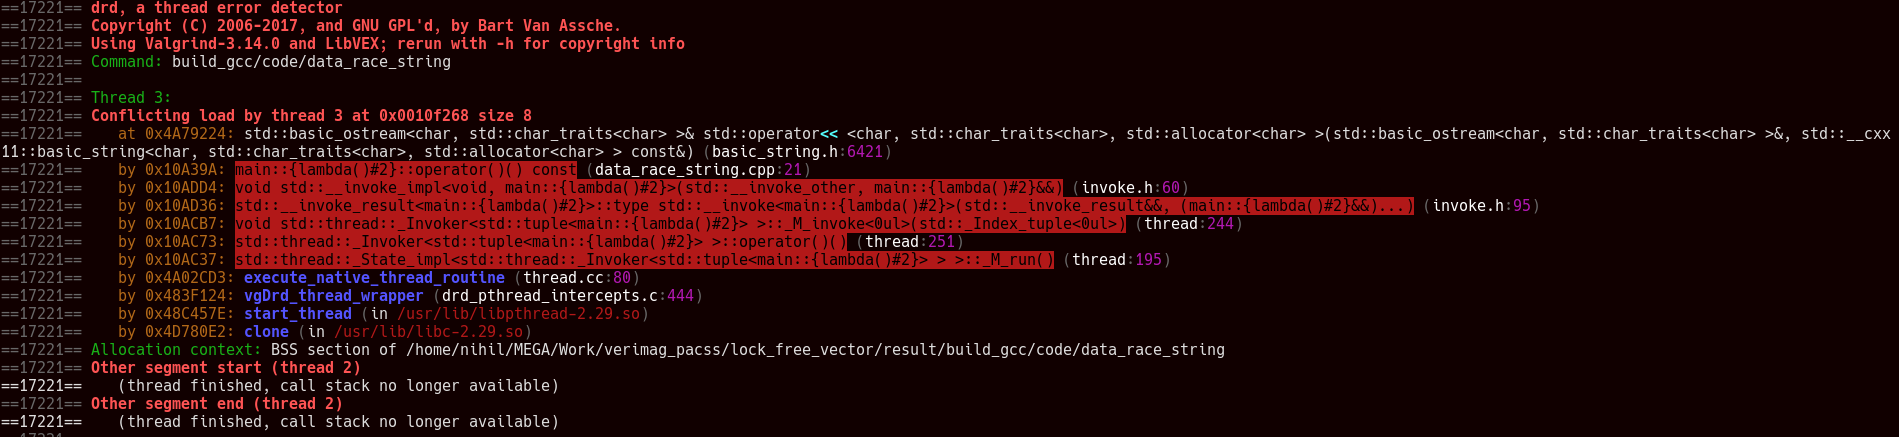 ==17221== drd, a thread error detector
==17221== Copyright (C) 2006-2017, and GNU GPL'd, by Bart Van Assche.
==17221== Using Valgrind-3.14.0 and LibVEX; rerun with -h for copyright info
==17221== Command: build_gcc/code/data_race_string
==17221==
==17221== Thread 3:
==17221== Conflicting load by thread 3 at 0x0010f268 size 8
==17221==    at 0x4A79224: std::basic_ostream<char, std::char_traits<char> >& std::operator<< <char, std::char_traits<char>, std::allocator<char> >(std::basic_ostream<char, std::char_traits<char> >&, std::__cxx
11::basic_string<char, std::char_traits<char>, std::allocator<char> > const&) (basic_string.h:6421)
==17221==    by 0x10A39A: main::{lambda()#2}::operator()() const (data_race_string.cpp:21)
==17221==    by 0x10ADD4: void std::__invoke_impl<void, main::{lambda()#2}>(std::__invoke_other, main::{lambda()#2}&&) (invoke.h:60)
==17221==    by 0x10AD36: std::__invoke_result<main::{lambda()#2}>::type std::__invoke<main::{lambda()#2}>(std::__invoke_result&&, (main::{lambda()#2}&&)...) (invoke.h:95)
==17221==    by 0x10ACB7: void std::thread::_Invoker<std::tuple<main::{lambda()#2}> >::_M_invoke<0ul>(std::_Index_tuple<0ul>) (thread:244)
==17221==    by 0x10AC73: std::thread::_Invoker<std::tuple<main::{lambda()#2}> >::operator()() (thread:251)
==17221==    by 0x10AC37: std::thread::_State_impl<std::thread::_Invoker<std::tuple<main::{lambda()#2}> > >::_M_run() (thread:195)
==17221==    by 0x4A02CD3: execute_native_thread_routine (thread.cc:80)
==17221==    by 0x483F124: vgDrd_thread_wrapper (drd_pthread_intercepts.c:444)
==17221==    by 0x48C457E: start_thread (in /usr/lib/libpthread-2.29.so)
==17221==    by 0x4D780E2: clone (in /usr/lib/libc-2.29.so)
==17221== Allocation context: BSS section of /home/nihil/MEGA/Work/verimag_pacss/lock_free_vector/result/build_gcc/code/data_race_string
==17221== Other segment start (thread 2)
==17221==    (thread finished, call stack no longer available)
==17221== Other segment end (thread 2)
==17221==    (thread finished, call stack no longer available)